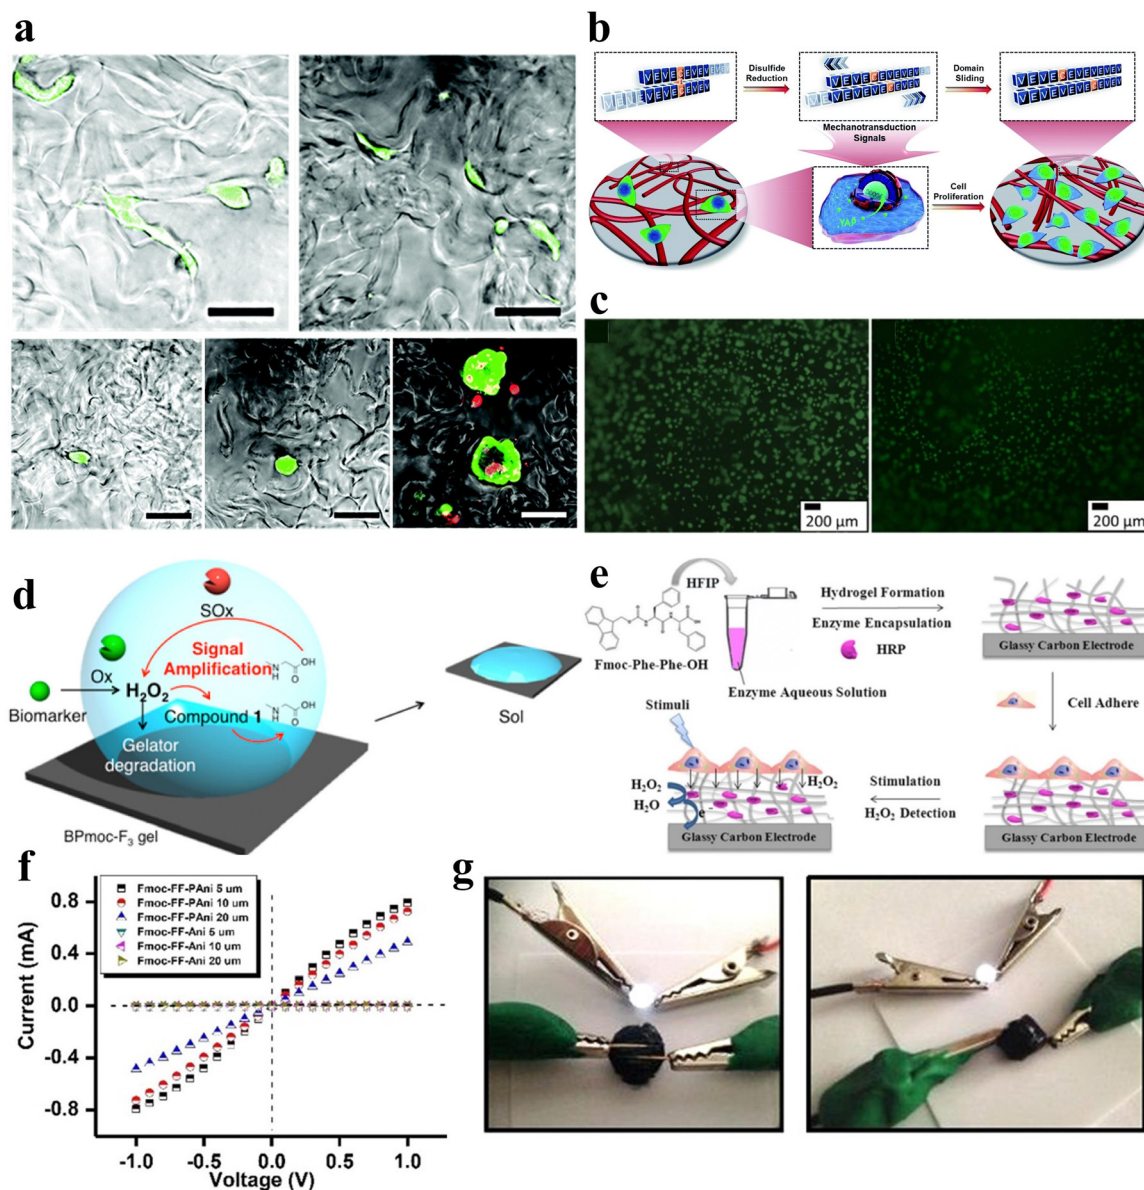 a
b
Disulfide
Reduction
Domain
Sliding
Mechanotransduction
Signals
YAP
Cell
Proliferation
c
200 µm
200 µm
d
SOx
Signal
Amplification
Ox
H₂O₂
Biomarker
Compound 1
Gelator
degradation
BPmoc-F₃ gel
Sol
H
N
O
OH
H
N
O
OH
e
HFIP
Fmoc-Phe-Phe-OH
Enzyme Aqueous Solution
Hydrogel Formation
Enzyme Encapsulation
HRP
Glassy Carbon Electrode
Cell Adhere
Stimuli
H₂O₂
H₂O
e⁻
H₂O₂
Glassy Carbon Electrode
Stimulation
H₂O₂ Detection
Glassy Carbon Electrode
f
Fmoc-FF-PAni 5 um
Fmoc-FF-PAni 10 um
Fmoc-FF-PAni 20 um
Fmoc-FF-Ani 5 um
Fmoc-FF-Ani 10 um
Fmoc-FF-Ani 20 um
Current (mA)
0.8
0.4
0.0
-0.4
-0.8
-1.0 -0.5 0.0 0.5 1.0
Voltage (V)
g